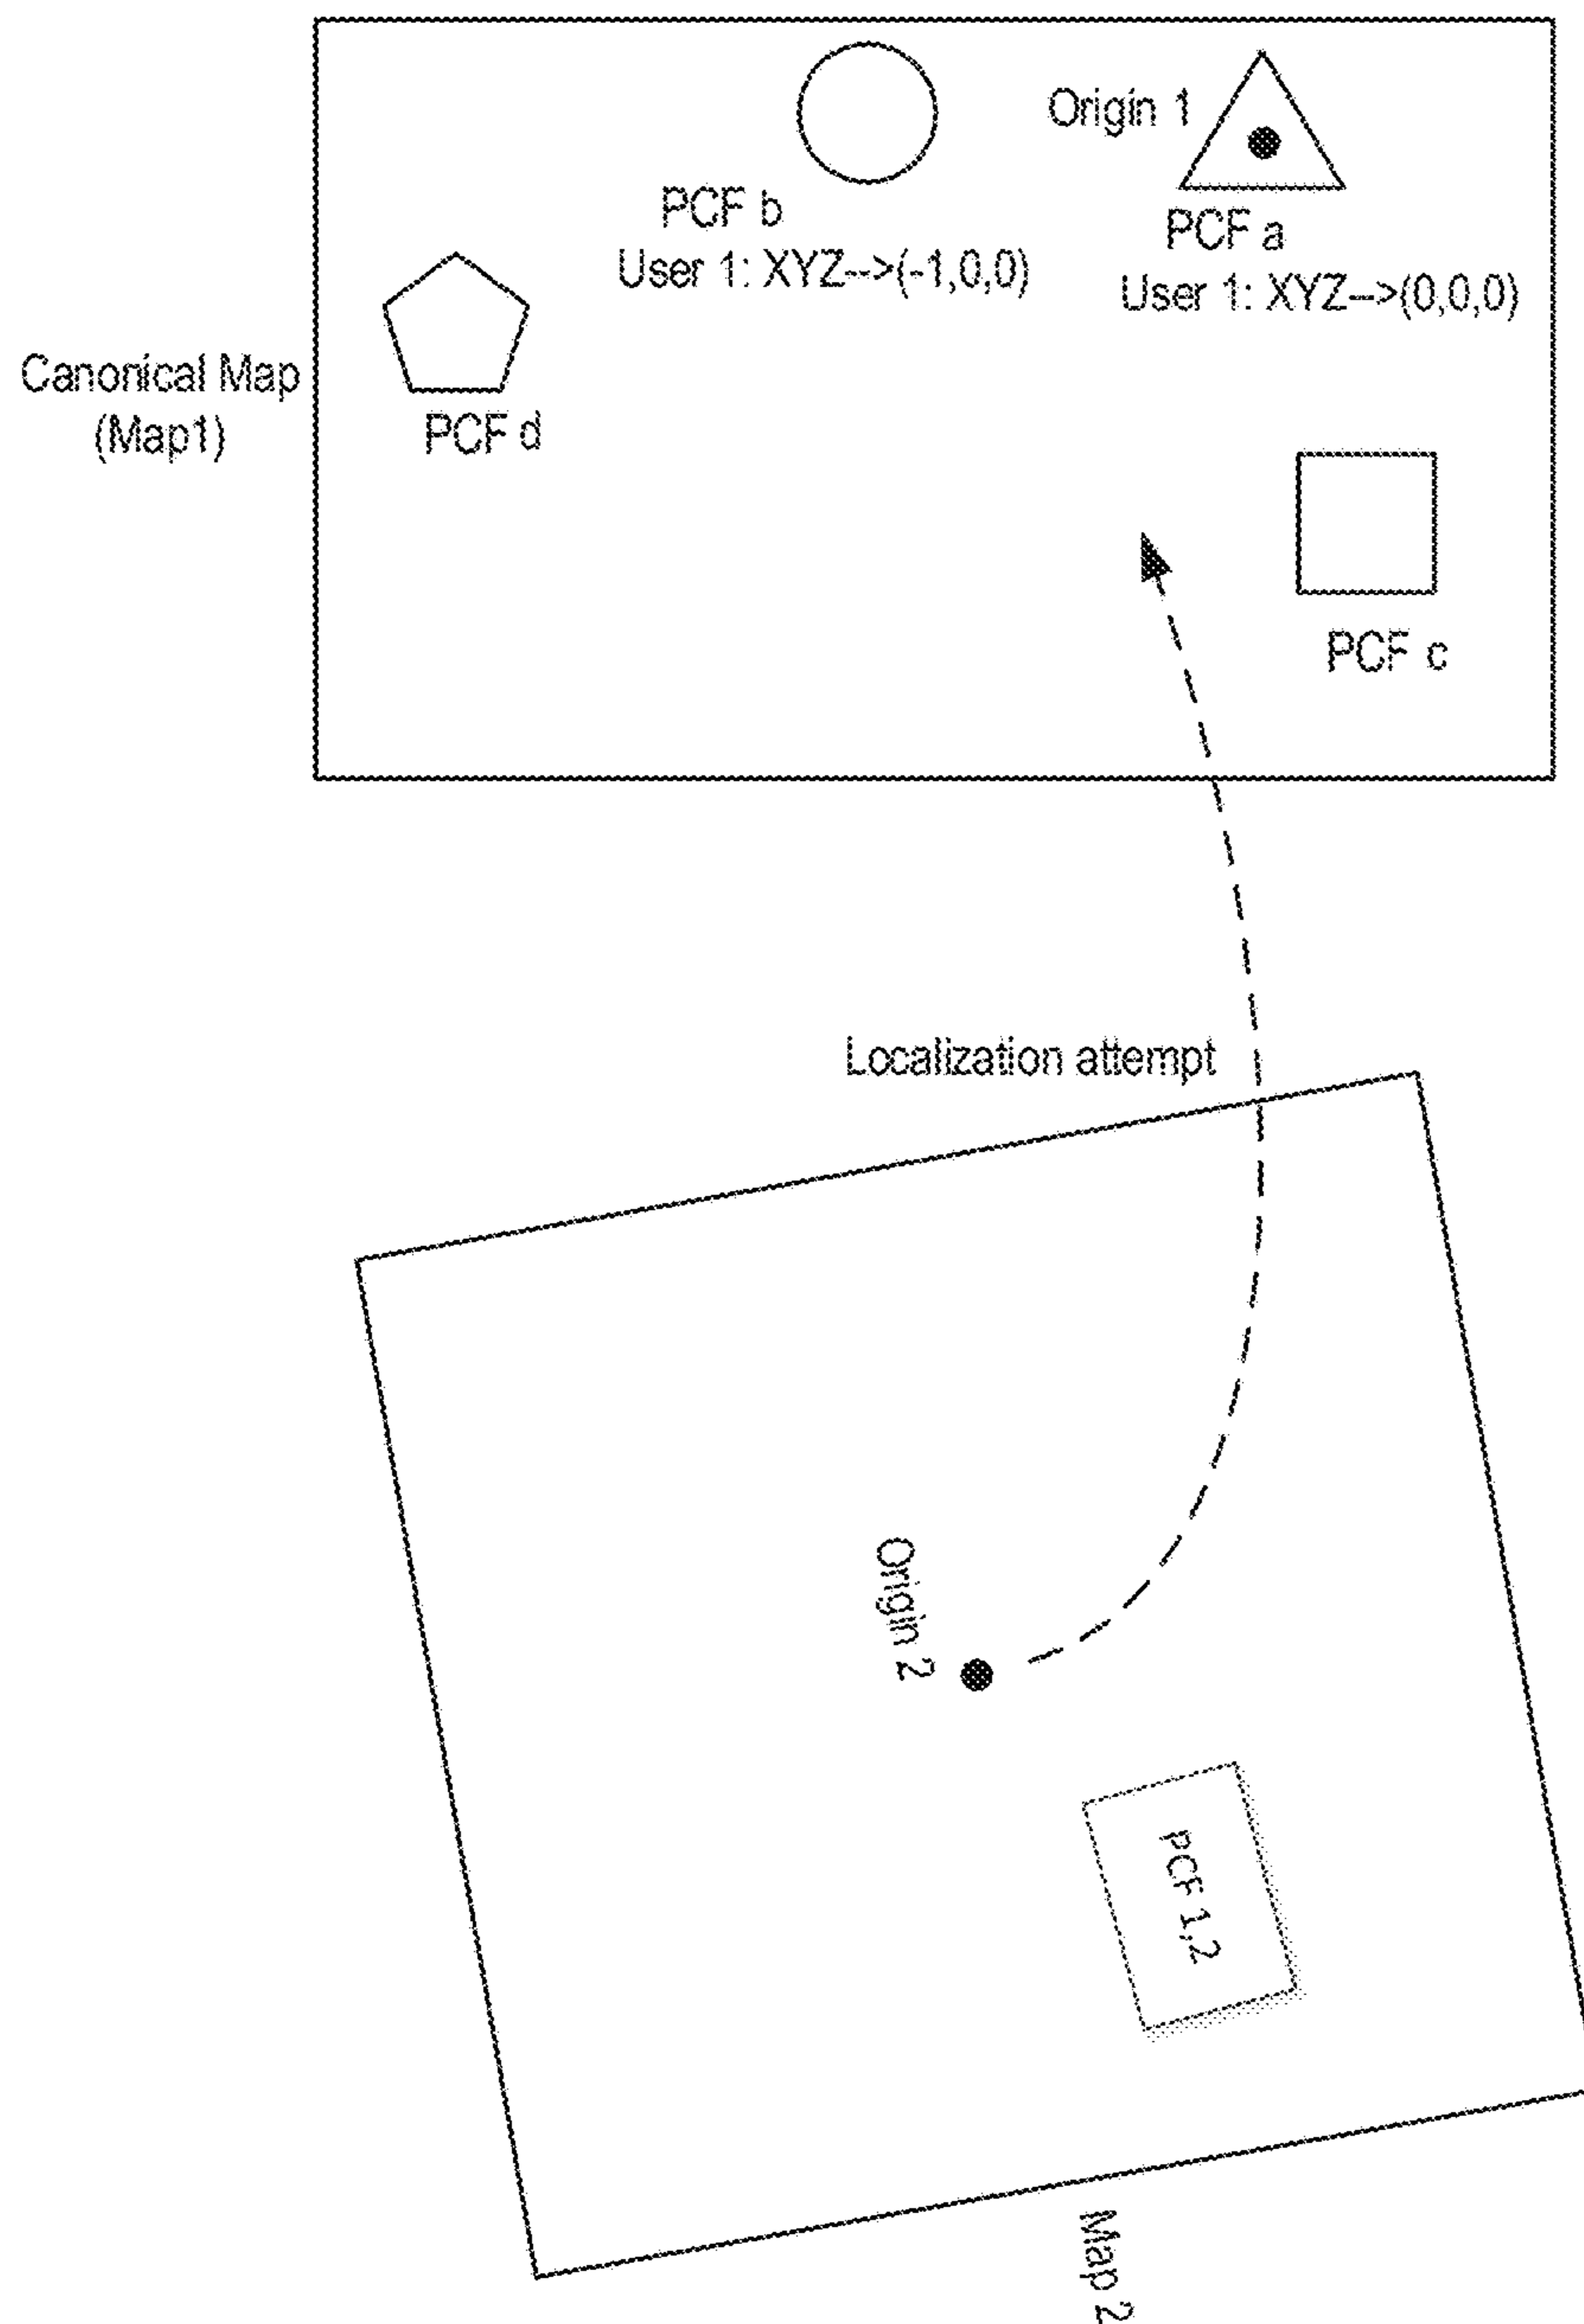 Origin 1
PCF b
PCF a
User 1: XYZ-->(-1,0,0)
User 1: XYZ-->(0,0,0)
Canonical Map
(Map1)
PCF d
PCF c
Localization attempt
Origin 2
PCF 1,2
Map 2